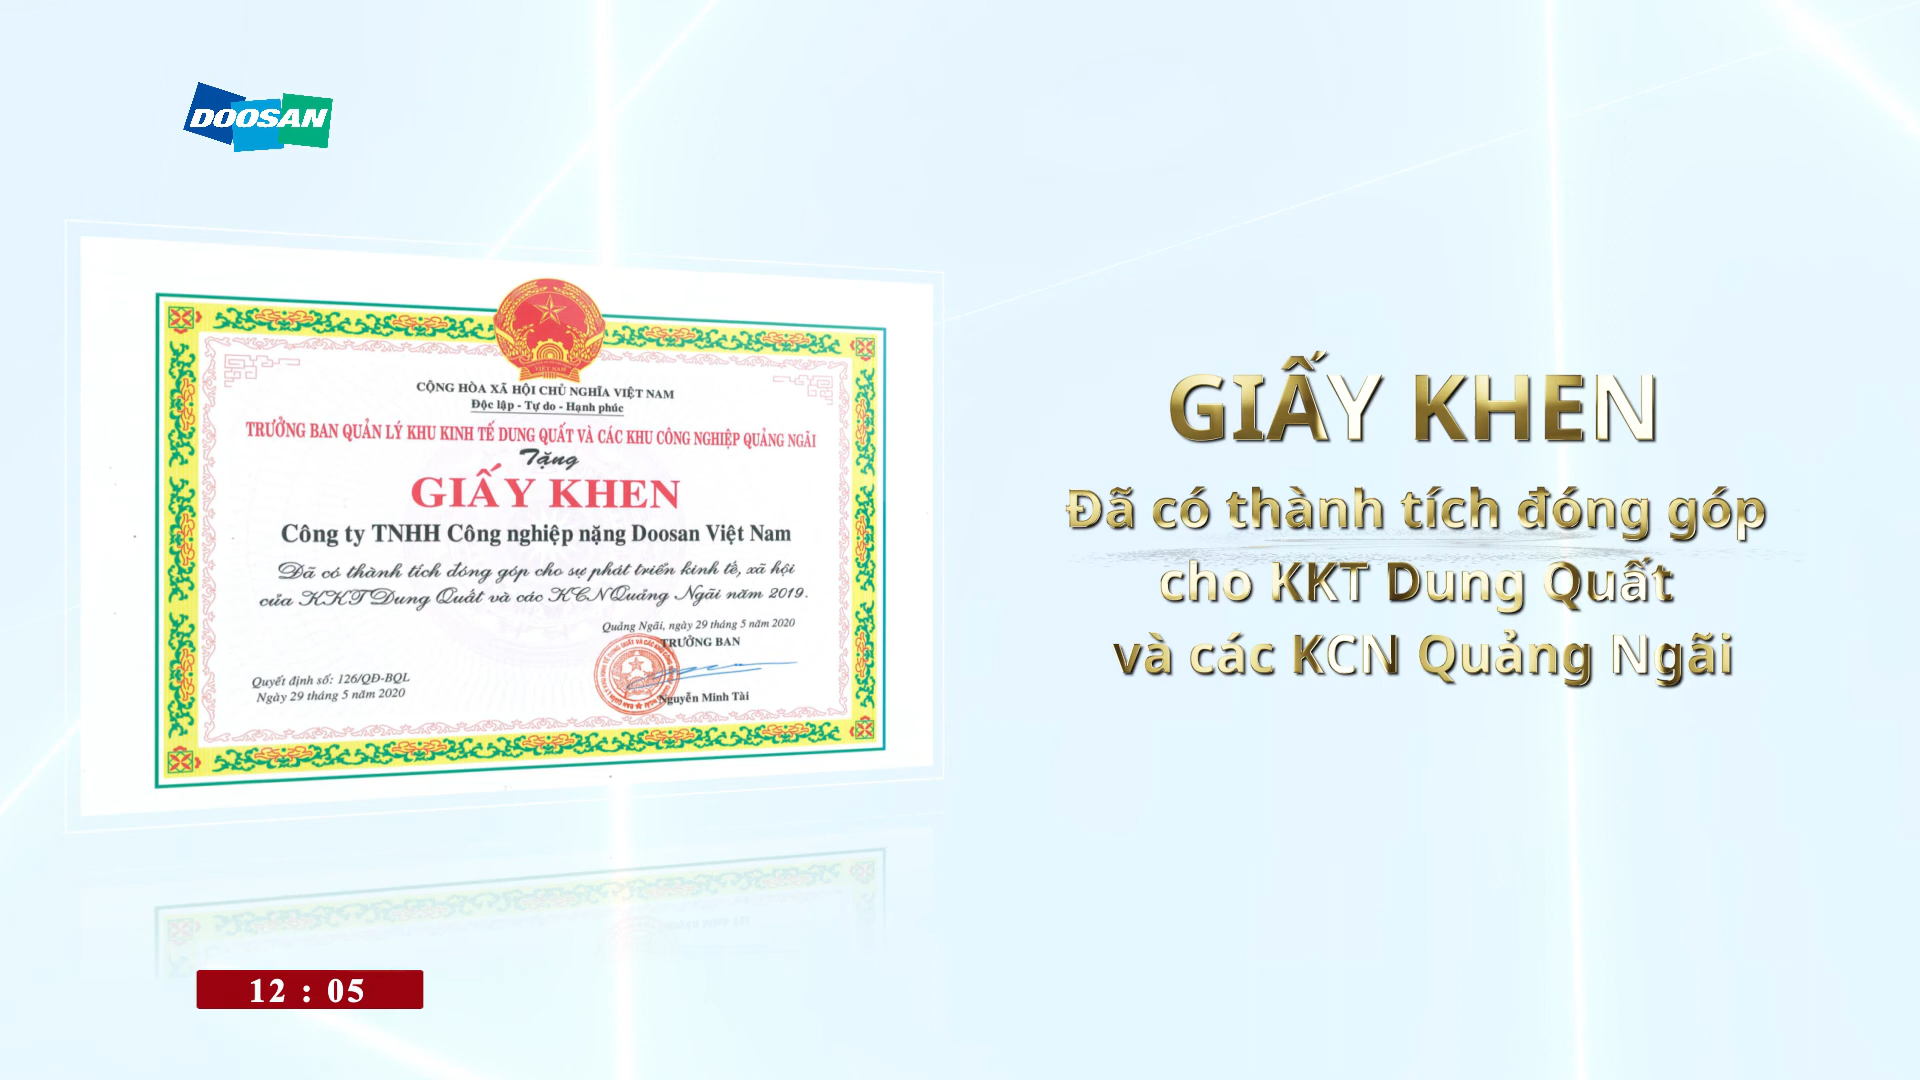 DOOSAN
VIỆT NAM
CỘNG HÒA XÃ HỘI CHỦ NGHĨA VIỆT NAM
Độc lập - Tự do - Hạnh phúc
TRƯỞNG BAN QUẢN LÝ KHU KINH TẾ DUNG QUẤT VÀ CÁC KHU CÔNG NGHIỆP QUẢNG NGÃI
Tặng
GIẤY KHEN
Công ty TNHH Công nghiệp nặng Doosan Việt Nam
Đã có thành tích đóng góp cho sự phát triển kinh tế, xã hội
của KKT Dung Quất và các KCN Quảng Ngãi năm 2019.
Quảng Ngãi, ngày 29 tháng 5 năm 2020
TRƯỞNG BAN
Nguyễn Minh Tài
Quyết định số: 126/QĐ-BQL
Ngày 29 tháng 5 năm 2020
GIẤY KHEN
Đã có thành tích đóng góp
cho KKT Dung Quất
và các KCN Quảng Ngãi
12 : 05